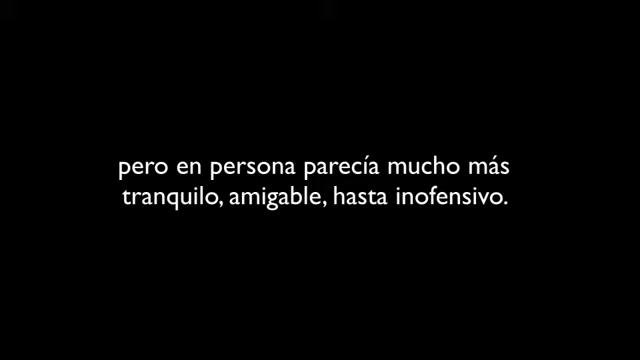 pero en persona parecía mucho más
tranquilo, amigable, hasta inofensivo.